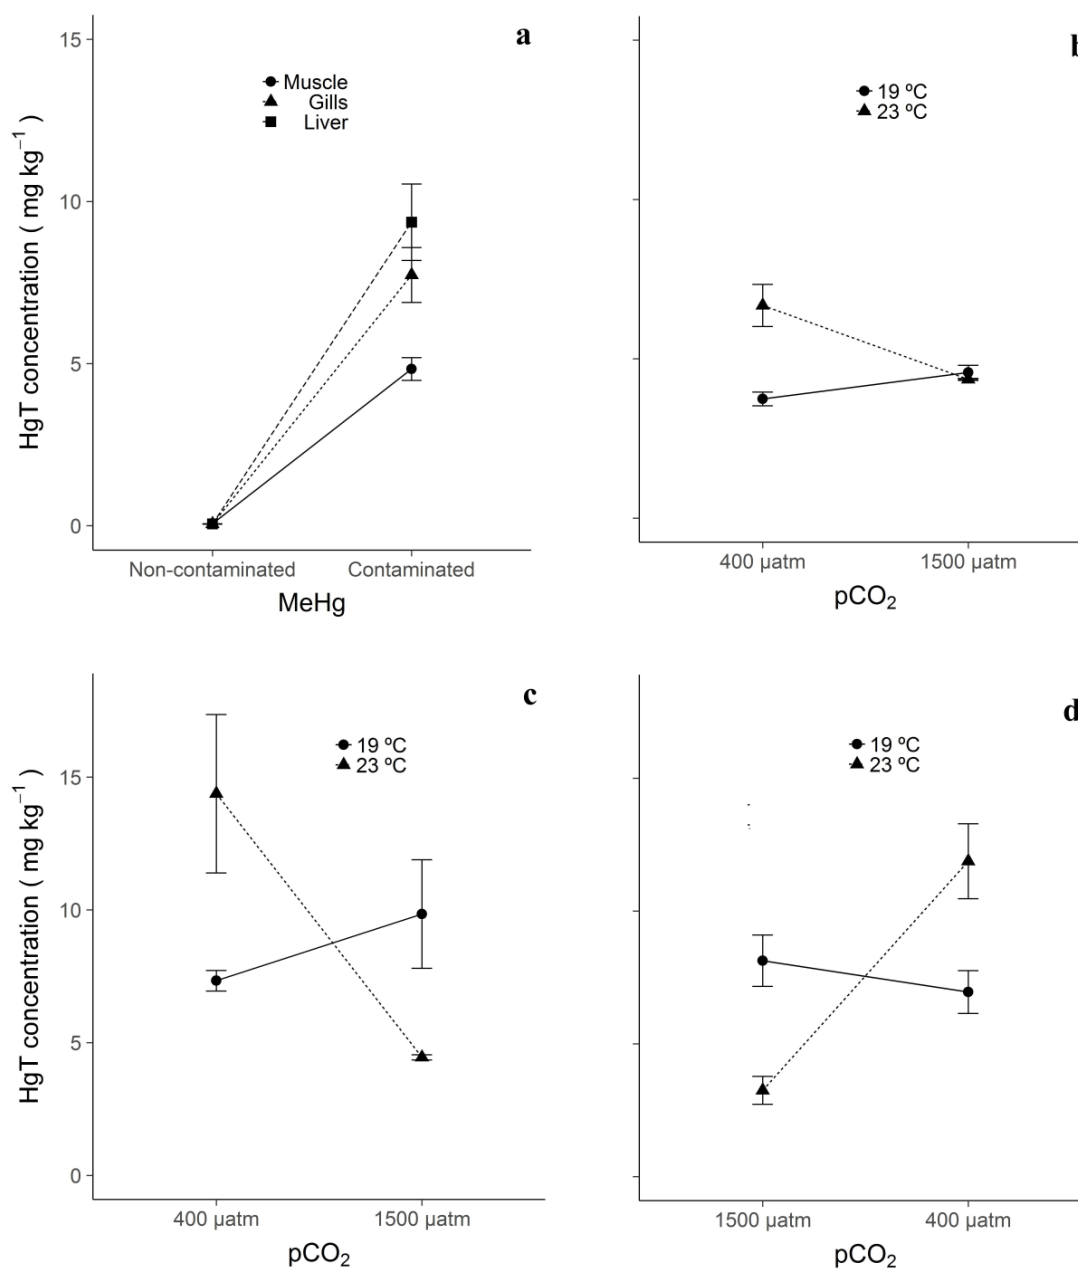 a
15
10
5
0
HgT concentration ( mg kg⁻¹ )
Muscle
Gills
Liver
Non-contaminated Contaminated
MeHg
b
19 ºC
23 ºC
400 µatm 1500 µatm
pCO₂
c
15
10
5
0
HgT concentration ( mg kg⁻¹ )
19 ºC
23 ºC
400 µatm 1500 µatm
pCO₂
d
19 ºC
23 ºC
1500 µatm 400 µatm
pCO₂